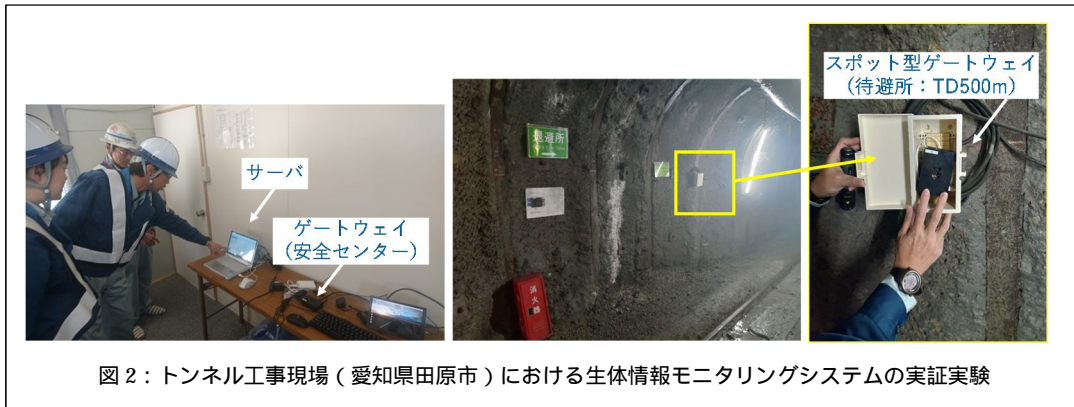 サーバ
ゲートウェイ
(安全センター)
退避所
消火器
スポット型ゲートウェイ
(待避所：TD500m)
図2：トンネル工事現場(愛知県田原市)における生体情報モニタリングシステムの実証実験